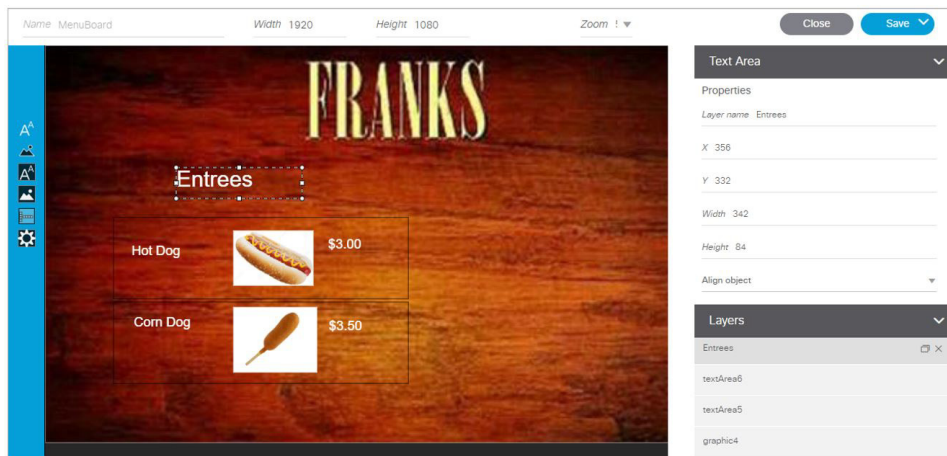 Name MenuBoard Width 1920 Height 1080 Zoom Close Save
FRANKS
Entrees
Hot Dog $3.00
Corn Dog $3.50
Text Area
Properties
Layer name Entrees
X 356
Y 332
Width 342
Height 84
Align object
Layers
Entrees
textArea6
textArea5
graphic4